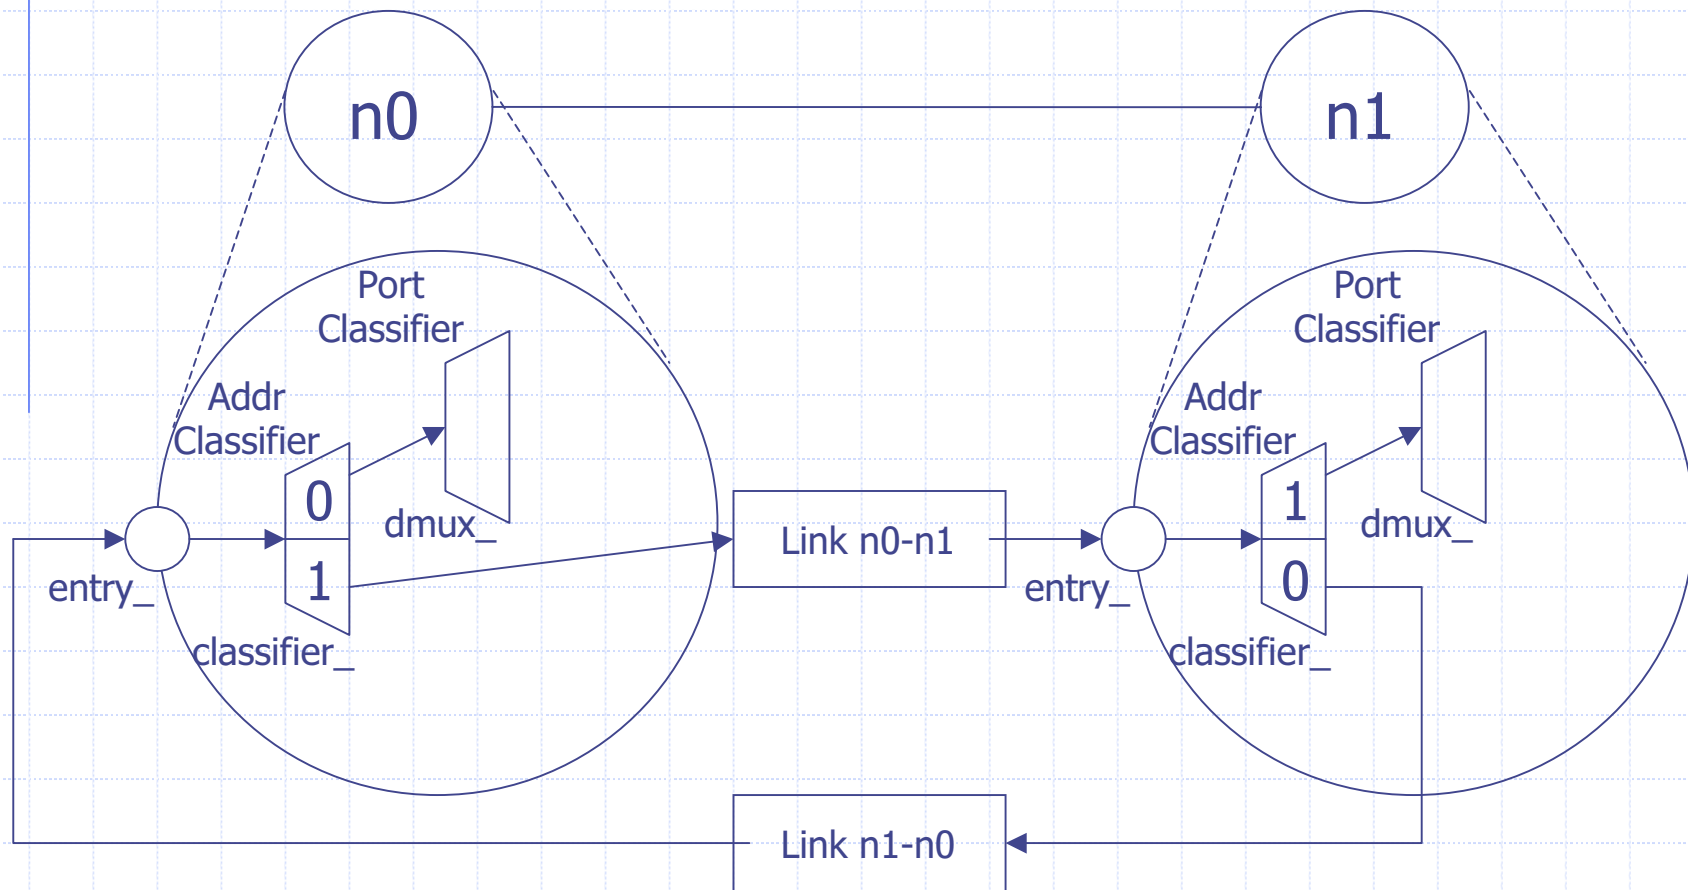 n0
n1
Port
Classifier
Addr
Classifier
0
1
dmux_
entry_
classifier_
Link n0-n1
Port
Classifier
Addr
Classifier
1
0
dmux_
entry_
classifier_
Link n1-n0